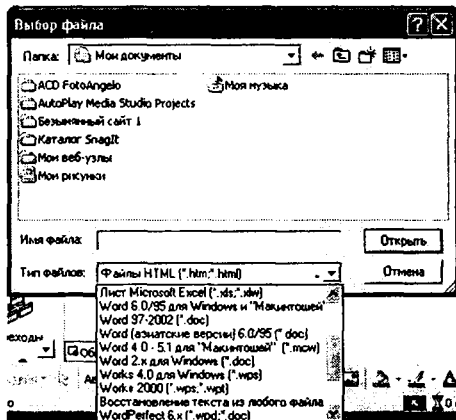 Выбор файла
Папка: Мои документы
ACD FotoAngelo
Моя музыка
AutoPlay Media Studio Projects
Безымянный сайт 1
Каталог SnagIt
Мои веб-узлы
Мои рисунки
Имя файла:
Открыть
Тип файлов: Файлы HTML (*.htm;*.html)
Отмена
Лист Microsoft Excel (*.xls;*.xlw)
Word 6.0/95 для Windows и "Макинтошей"
Word 97-2002 (*.doc)
Word (азиатские версии) 6.0/95 (*.doc)
Word 4.0 - 5.1 для "Макинтошей" (*.mcw)
Word 2.x для Windows (*.doc)
Works 4.0 для Windows (*.wps)
Works 2000 (*.wps;*.wpt)
Восстановление текста из любого файла
WordPerfect 6.x (*.wpd;*.doc)